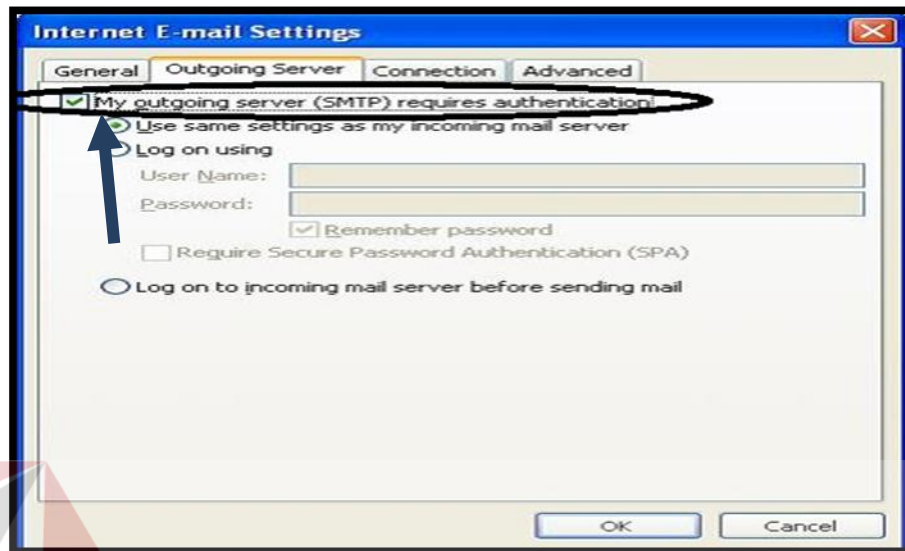 Internet E-mail Settings
General Outgoing Server Connection Advanced
My outgoing server (SMTP) requires authentication
Use same settings as my incoming mail server
Log on using
User Name:
Password:
Remember password
Require Secure Password Authentication (SPA)
Log on to incoming mail server before sending mail
OK Cancel